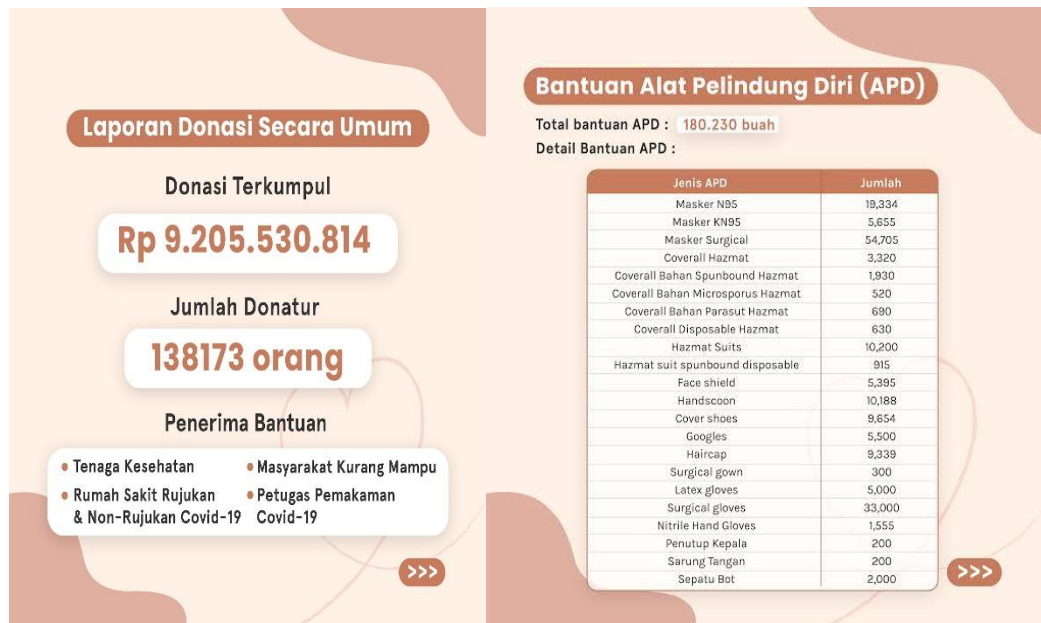 Laporan Donasi Secara Umum
Donasi Terkumpul
Rp 9.205.530.814
Jumlah Donatur
138173 orang
Penerima Bantuan
• Tenaga Kesehatan
• Rumah Sakit Rujukan
& Non-Rujukan Covid-19
• Masyarakat Kurang Mampu
• Petugas Pemakaman
Covid-19
>>>
Bantuan Alat Pelindung Diri (APD)
Total bantuan APD : 180.230 buah
Detail Bantuan APD :
Jenis APD Jumlah
Masker N95 19,334
Masker KN95 5,655
Masker Surgical 54,705
Coverall Hazmat 3,320
Coverall Bahan Spunbound Hazmat 1,930
Coverall Bahan Microsporus Hazmat 520
Coverall Bahan Parasut Hazmat 690
Coverall Disposable Hazmat 630
Hazmat Suits 10,200
Hazmat suit spunbound disposable 915
Face shield 5,395
Handscoon 10,188
Cover shoes 9,654
Googles 5,500
Haircap 9,339
Surgical gown 300
Latex gloves 5,000
Surgical gloves 33,000
Nitrile Hand Gloves 1,555
Penutup Kepala 200
Sarung Tangan 200
Sepatu Bot 2,000
>>>